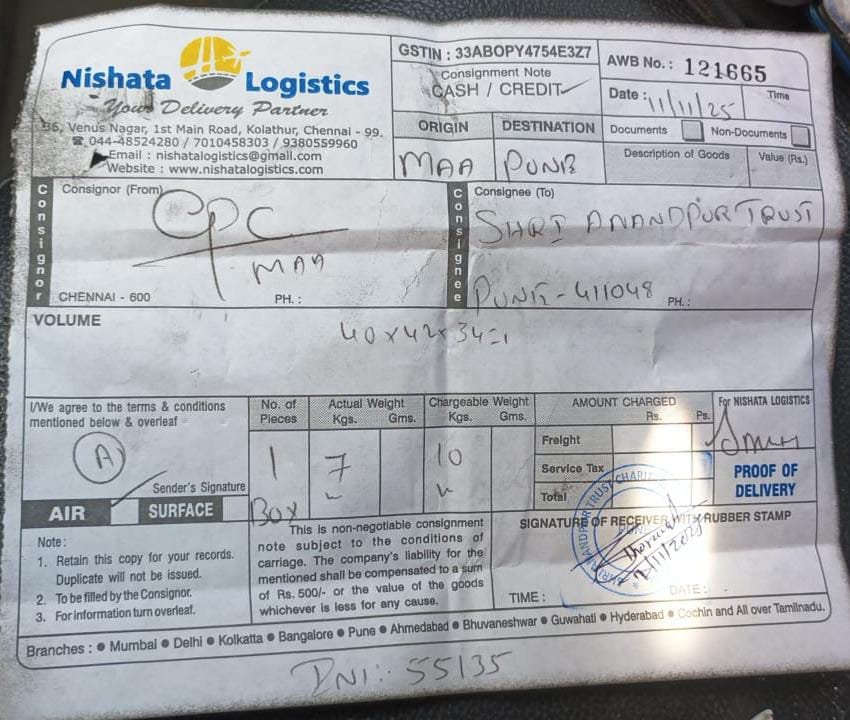 Nishata Logistics
Your Delivery Partner
36, Venus Nagar, 1st Main Road, Kolathur, Chennai - 99.
☎ 044-48524280 / 7010458303 / 9380559960
Email : nishatalogistics@gmail.com
Website : www.nishatalogistics.com
GSTIN : 33ABOPY4754E3Z7
Consignment Note
CASH / CREDIT
AWB No. : 121665
Date : 11/11/25 Time
ORIGIN DESTINATION
MAA PUNE
Documents Non-Documents
Description of Goods Value (Rs.)
Consignor
Consignor (From)
CPC
MAA
CHENNAI - 600 PH. :
Consignee
Consignee (To)
SHRI ANANDPUR TRUST
PUNE - 411048 PH. :
VOLUME
40 x 42 x 34 = 1
I/We agree to the terms & conditions
mentioned below & overleaf
A
Sender's Signature
AIR SURFACE
No. of Pieces
1
Box
Actual Weight
Kgs. Gms.
7
Chargeable Weight
Kgs. Gms.
10
AMOUNT CHARGED
Rs. Ps.
Freight
Service Tax
Total
For NISHATA LOGISTICS
PROOF OF
DELIVERY
Note :
1. Retain this copy for your records.
Duplicate will not be issued.
2. To be filled by the Consignor.
3. For information turn overleaf.
This is non-negotiable consignment
note subject to the conditions of
carriage. The company's liability for the
mentioned shall be compensated to a sum
of Rs. 500/- or the value of the goods
whichever is less for any cause.
SIGNATURE OF RECEIVER WITH RUBBER STAMP
TIME : DATE :
Branches : ● Mumbai ● Delhi ● Kolkatta ● Bangalore ● Pune ● Ahmedabad ● Bhuvaneshwar ● Guwahati ● Hyderabad ● Cochin and All over Tamilnadu.
INV: 55135